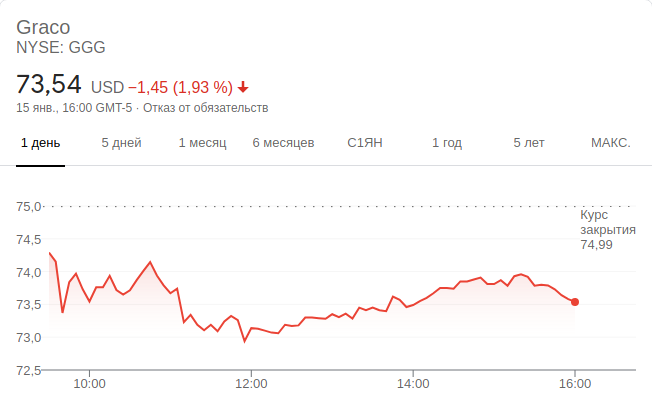 Graco
NYSE: GGG
73,54 USD −1,45 (1,93 %)
15 янв., 16:00 GMT-5 · Отказ от обязательств
1 день 5 дней 1 месяц 6 месяцев С1ЯН 1 год 5 лет МАКС.
75,0
Курс
закрытия
74,99
74,5
74,0
73,5
73,0
72,5
10:00 12:00 14:00 16:00